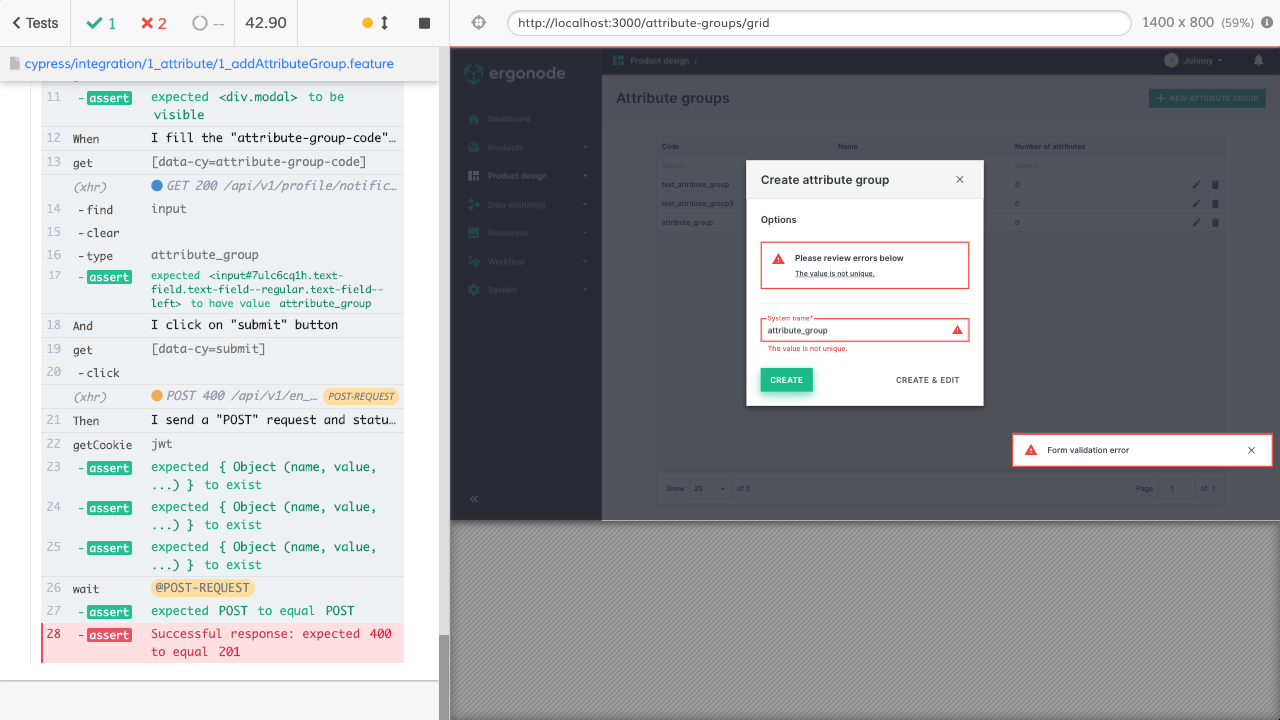 Tests
1
2
--
42.90
http://localhost:3000/attribute-groups/grid
1400 x 800 (59%)
cypress/integration/1_attribute/1_addAttributeGroup.feature
11 - assert expected <div.modal> to be
visible
12 When I fill the "attribute-group-code"…
13 get [data-cy=attribute-group-code]
(xhr) GET 200 /api/v1/profile/notific…
14 - find input
15 - clear
16 - type attribute_group
17 - assert expected <input#7ulc6cq1h.text-
field.text-field--regular.text-field--
left> to have value attribute_group
18 And I click on "submit" button
19 get [data-cy=submit]
20 - click
(xhr) POST 400 /api/v1/en_… POST-REQUEST
21 Then I send a "POST" request and statu…
22 getCookie jwt
23 - assert expected { Object (name, value,
...) } to exist
24 - assert expected { Object (name, value,
...) } to exist
25 - assert expected { Object (name, value,
...) } to exist
26 wait @POST-REQUEST
27 - assert expected POST to equal POST
28 - assert Successful response: expected 400
to equal 201
ergonode
Dashboard
Products
Product design
Data exchange
Resources
Workflow
System
Product design /
J Johnny
Attribute groups
+ NEW ATTRIBUTE GROUP
Code Name Number of attributes
Search... Search...
text_attribute_group 0
text_attribute_group3 0
attribute_group 0
Create attribute group
Options
Please review errors below
The value is not unique.
System name*
attribute_group
The value is not unique.
CREATE CREATE & EDIT
Form validation error
Show 25 of 3
Page 1 of 1